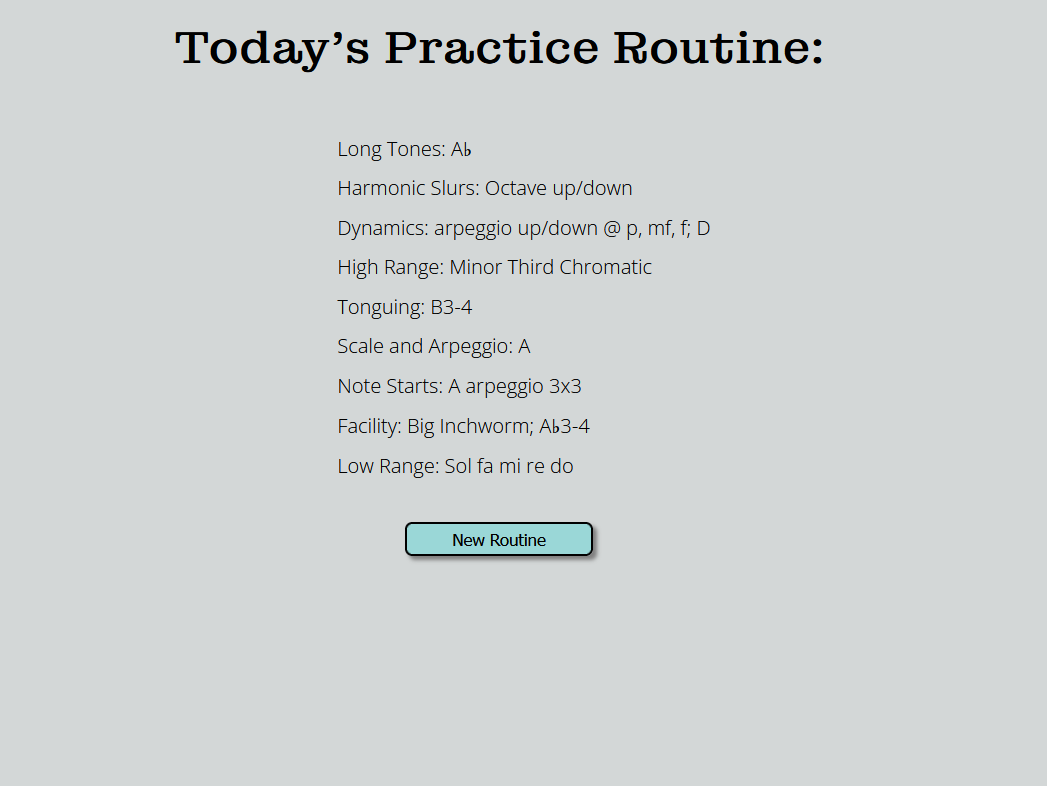 Today's Practice Routine:
Long Tones: A♭
Harmonic Slurs: Octave up/down
Dynamics: arpeggio up/down @ p, mf, f; D
High Range: Minor Third Chromatic
Tonguing: B3-4
Scale and Arpeggio: A
Note Starts: A arpeggio 3x3
Facility: Big Inchworm; A♭3-4
Low Range: Sol fa mi re do
New Routine